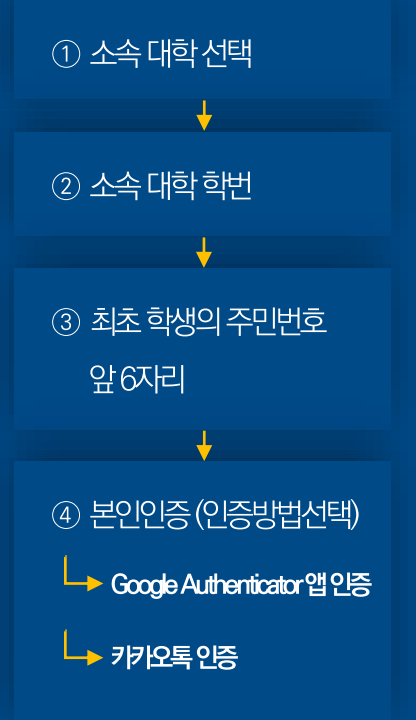 ① 소속 대학 선택
② 소속 대학 학번
③ 최초 학생의 주민번호
앞 6자리
④ 본인인증 (인증방법선택)
Google Authenticator 앱 인증
카카오톡 인증